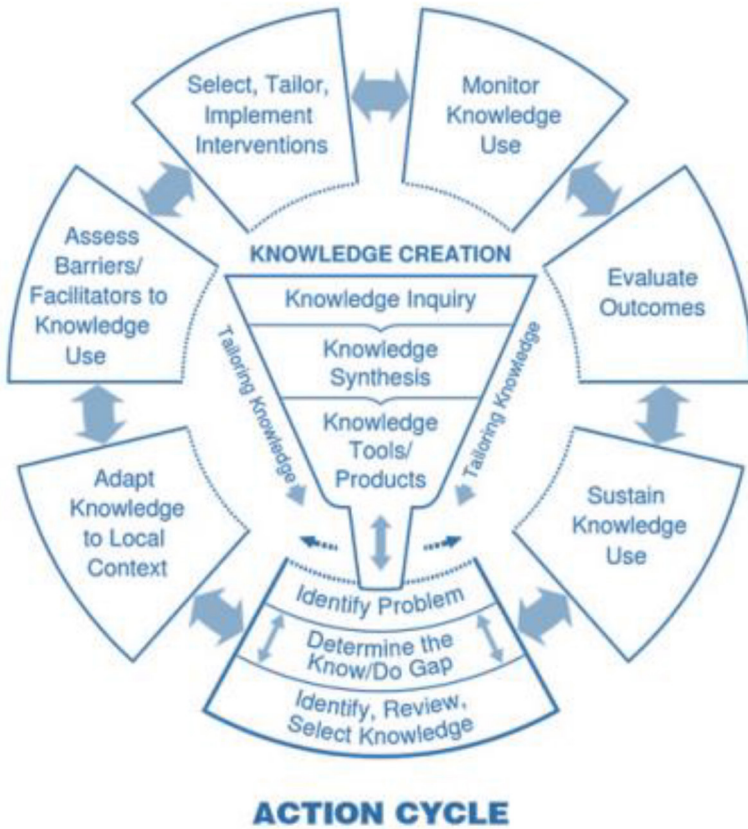 Select, Tailor,
Implement
Interventions
Monitor
Knowledge
Use
Assess
Barriers/
Facilitators to
Knowledge
Use
Evaluate
Outcomes
KNOWLEDGE CREATION
Knowledge Inquiry
Knowledge
Synthesis
Knowledge
Tools/
Products
Tailoring Knowledge
Tailoring Knowledge
Adapt
Knowledge
to Local
Context
Sustain
Knowledge
Use
Identify Problem
Determine the
Know/Do Gap
Identify, Review,
Select Knowledge
ACTION CYCLE